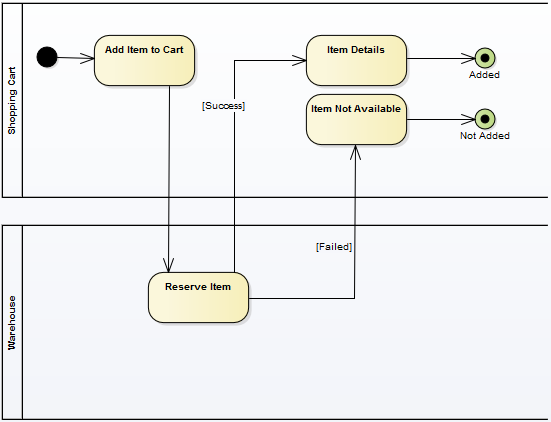 Shopping Cart
Add Item to Cart
Item Details
Added
[Success]
Item Not Available
Not Added
[Failed]
Warehouse
Reserve Item